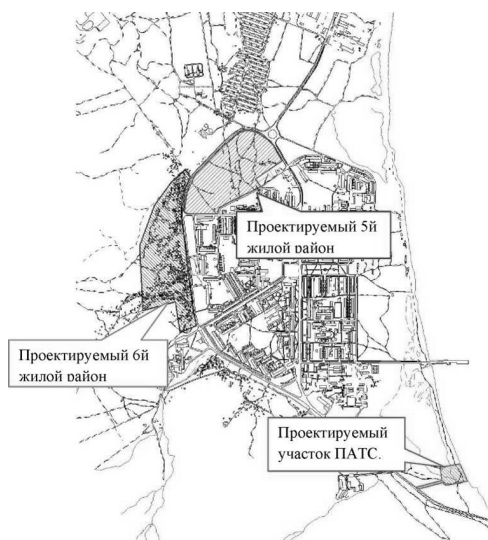 Проектируемый 5й
жилой район
Проектируемый 6й
жилой район
Проектируемый
участок ПАТС.